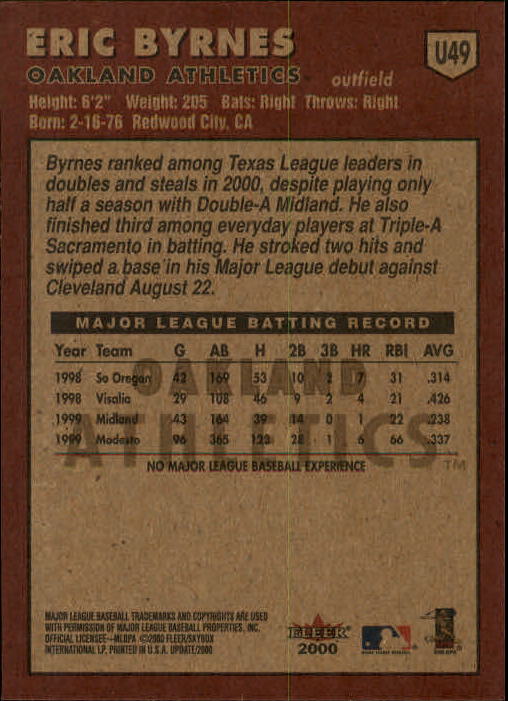 ERIC BYRNES
U49
OAKLAND ATHLETICS outfield
Height: 6'2" Weight: 205 Bats: Right Throws: Right
Born: 2-16-76 Redwood City, CA
Byrnes ranked among Texas League leaders in
doubles and steals in 2000, despite playing only
half a season with Double-A Midland. He also
finished third among everyday players at Triple-A
Sacramento in batting. He stroked two hits and
swiped a base in his Major League debut against
Cleveland August 22.
MAJOR LEAGUE BATTING RECORD
Year Team G AB H 2B 3B HR RBI AVG
OAKLAND
1998 So Oregon 42 169 53 10 2 7 31 .314
1998 Visalia 29 108 46 9 2 4 21 .426
1999 Midland 43 164 39 14 0 1 22 .238
ATHLETICS TM
1999 Modesto 96 365 123 28 1 6 66 .337
NO MAJOR LEAGUE BASEBALL EXPERIENCE
MAJOR LEAGUE BASEBALL TRADEMARKS AND COPYRIGHTS ARE USED
WITH PERMISSION OF MAJOR LEAGUE BASEBALL PROPERTIES, INC.
OFFICIAL LICENSEE—MLBPA ©2000 FLEER/SKYBOX
INTERNATIONAL LP. PRINTED IN U.S.A. UPDATE/2000
FLEER
2000